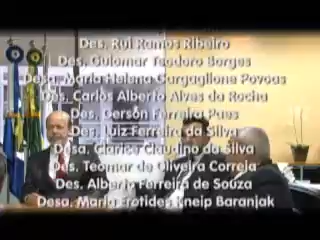 Des. Rui Ramos Ribeiro
Des. Guiomar Teodoro Borges
Desa. Maria Helena Gargaglione Povoas
Des. Carlos Alberto Alves da Rocha
Des. Gerson Ferreira Paes
Des. Luiz Ferreira da Silva
Desa. Clarice Claudino da Silva
Des. Teomar de Oliveira Correia
Des. Alberto Ferreira de Souza
Desa. Maria Erotides Kneip Baranjak